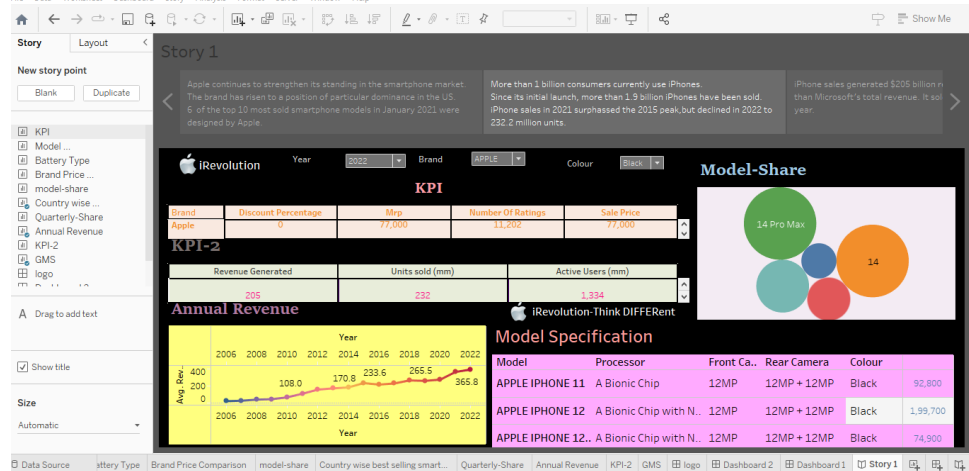 Show Me
Story
Layout
New story point
Blank
Duplicate
KPI
Model ...
Battery Type
Brand Price ...
model-share
Country wise ...
Quarterly-Share
Annual Revenue
KPI-2
GMS
logo
Drag to add text
Show title
Size
Automatic
Story 1
Apple continues to strengthen its standing in the smartphone market.
The brand has risen to a position of particular dominance in the US.
6 of the top 10 most sold smartphone models in January 2021 were
designed by Apple.
More than 1 billion consumers currently use iPhones.
Since its initial launch, more than 1.9 billion iPhones have been sold.
iPhone sales in 2021 surpassed the 2015 peak,but declined in 2022 to
232.2 million units.
iPhone sales generated $205 billion
than Microsoft's total revenue. It
year.
iRevolution
Year
2022
Brand
APPLE
Colour
Black
KPI
Brand Discount Percentage Mrp Number Of Ratings Sale Price
Apple 0 77,000 11,202 77,000
KPI-2
Revenue Generated Units sold (mm) Active Users (mm)
205 232 1,334
Annual Revenue
Year
2006 2008 2010 2012 2014 2016 2018 2020 2022
Avg. Rev..
400
200
0
108.0
170.8
233.6
265.5
365.8
2006 2008 2010 2012 2014 2016 2018 2020 2022
Year
Model-Share
14 Pro Max
14
iRevolution-Think DIFFERent
Model Specification
Model Processor Front Ca.. Rear Camera Colour
APPLE IPHONE 11 A Bionic Chip 12MP 12MP + 12MP Black 92,800
APPLE IPHONE 12 A Bionic Chip with N.. 12MP 12MP + 12MP Black 1,99,700
APPLE IPHONE 12.. A Bionic Chip with N.. 12MP 12MP + 12MP Black 74,900
Data Source
Type
Brand Price Comparison
model-share
Country wise best selling smart...
Quarterly-Share
Annual Revenue
KPI-2
GMS
logo
Dashboard 2
Dashboard 1
Story 1